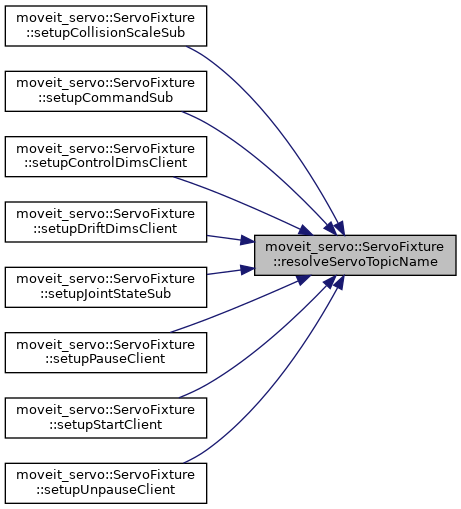 moveit_servo::ServoFixture
::setupCollisionScaleSub
moveit_servo::ServoFixture
::setupCommandSub
moveit_servo::ServoFixture
::setupControlDimsClient
moveit_servo::ServoFixture
::setupDriftDimsClient
moveit_servo::ServoFixture
::resolveServoTopicName
moveit_servo::ServoFixture
::setupJointStateSub
moveit_servo::ServoFixture
::setupPauseClient
moveit_servo::ServoFixture
::setupStartClient
moveit_servo::ServoFixture
::setupUnpauseClient